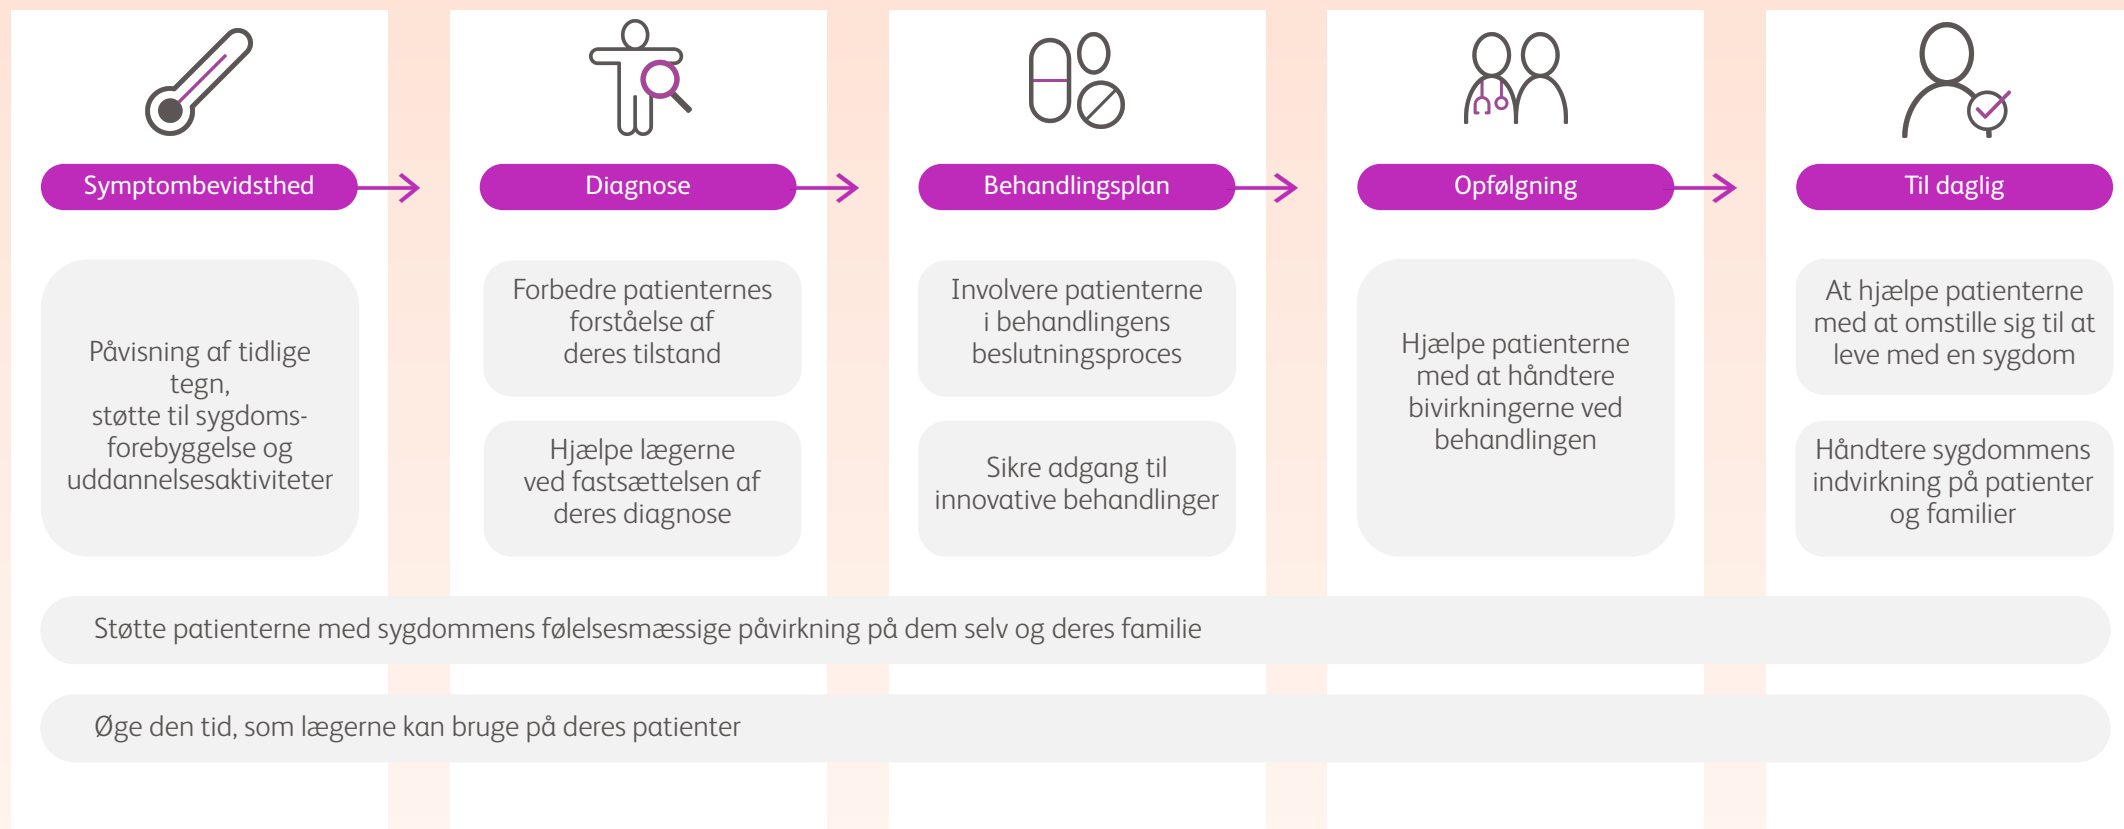 Symptombevidsthed
Diagnose
Behandlingsplan
Opfølgning
Til daglig
Påvisning af tidlige
tegn,
støtte til sygdoms-
forebyggelse og
uddannelsesaktiviteter
Forbedre patienternes
forståelse af
deres tilstand
Hjælpe lægerne
ved fastsættelsen af
deres diagnose
Involvere patienterne
i behandlingens
beslutningsproces
Sikre adgang til
innovative behandlinger
Hjælpe patienterne
med at håndtere
bivirkningerne ved
behandlingen
At hjælpe patienterne
med at omstille sig til at
leve med en sygdom
Håndtere sygdommens
indvirkning på patienter
og familier
Støtte patienterne med sygdommens følelsesmæssige påvirkning på dem selv og deres familie
Øge den tid, som lægerne kan bruge på deres patienter